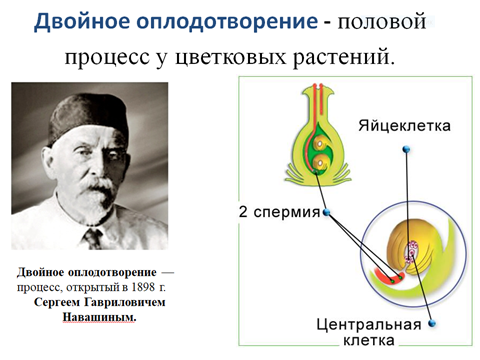 Двойное оплодотворение - половой
процесс у цветковых растений.
Яйцеклетка
2 спермия
Центральная
клетка
Двойное оплодотворение —
процесс, открытый в 1898 г.
Сергеем Гавриловичем
Навашиным.